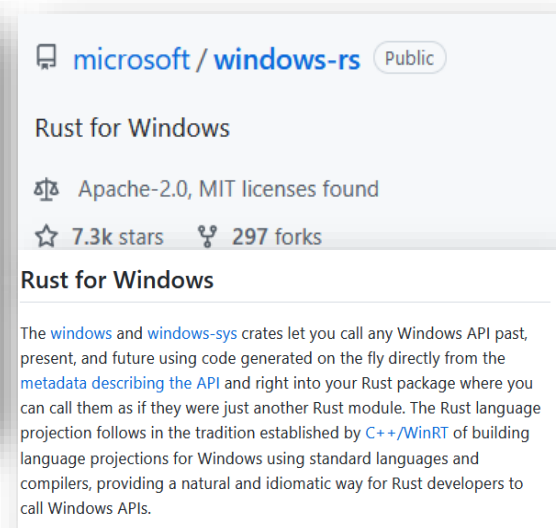 microsoft / windows-rs Public
Rust for Windows
Apache-2.0, MIT licenses found
7.3k stars 297 forks
Rust for Windows
The windows and windows-sys crates let you call any Windows API past,
present, and future using code generated on the fly directly from the
metadata describing the API and right into your Rust package where you
can call them as if they were just another Rust module. The Rust language
projection follows in the tradition established by C++/WinRT of building
language projections for Windows using standard languages and
compilers, providing a natural and idiomatic way for Rust developers to
call Windows APIs.